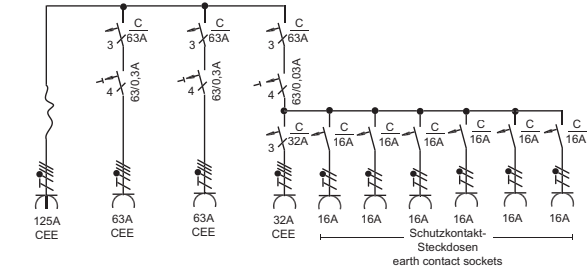 C C C
63A 63A 63A
3 3 3
4 63/0,3A 4 63/0,3A 4 63/0,03A
C C C C C C C
32A 16A 16A 16A 16A 16A 16A
3
125A 63A 63A 32A 16A 16A 16A 16A 16A 16A
CEE CEE CEE CEE
Schutzkontakt-
Steckdosen
earth contact sockets